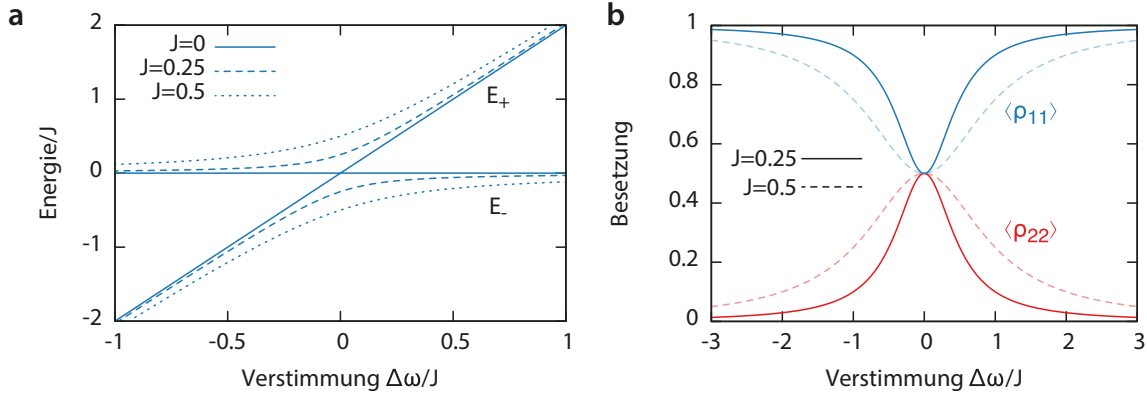 a
J=0
J=0.25
J=0.5
E+
E-
2
1
0
-1
-2
-1
-0.5
0
0.5
1
Energie/J
Verstimmung Δω/J
b
1
0.8
0.6
0.4
0.2
0
-3
-2
-1
0
1
2
3
Besetzung
⟨ρ11⟩
J=0.25
J=0.5
⟨ρ22⟩
Verstimmung Δω/J